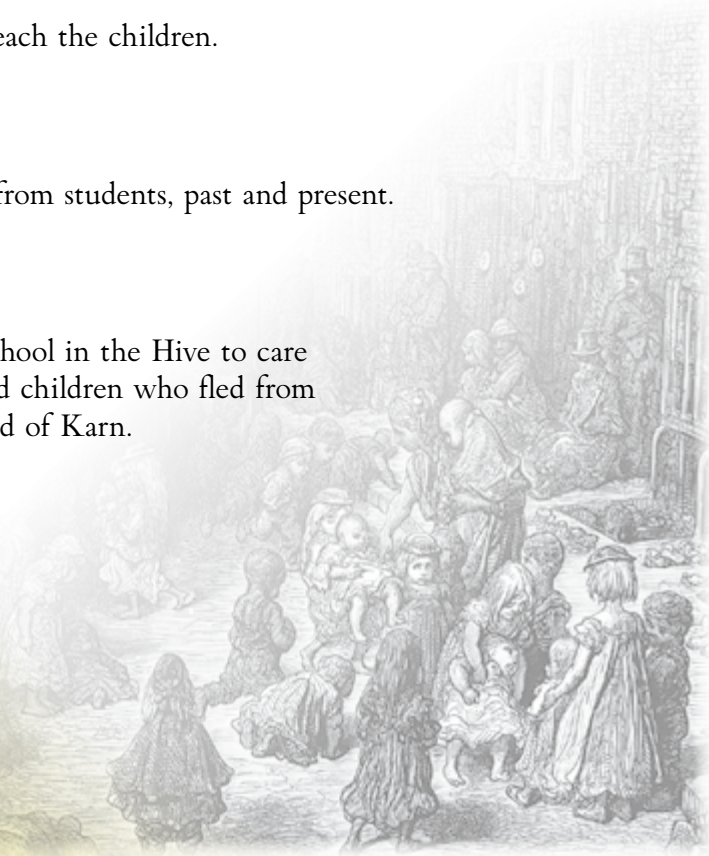 each the children.
from students, past and present.
hool in the Hive to care
d children who fled from
d of Karn.